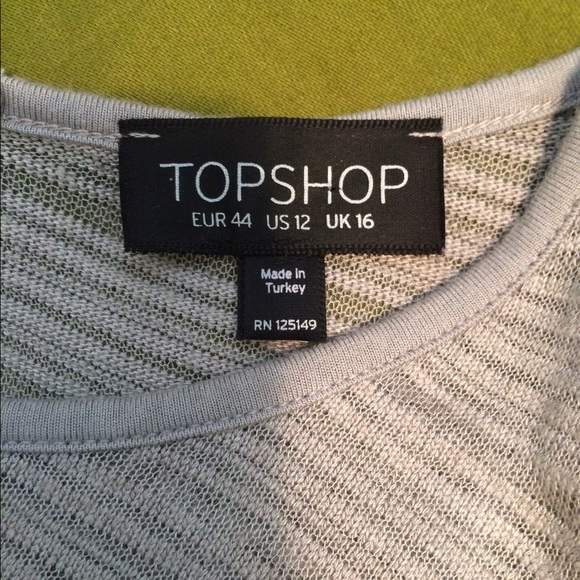 TOPSHOP
EUR 44 US 12 UK 16
Made in
Turkey
RN 125149